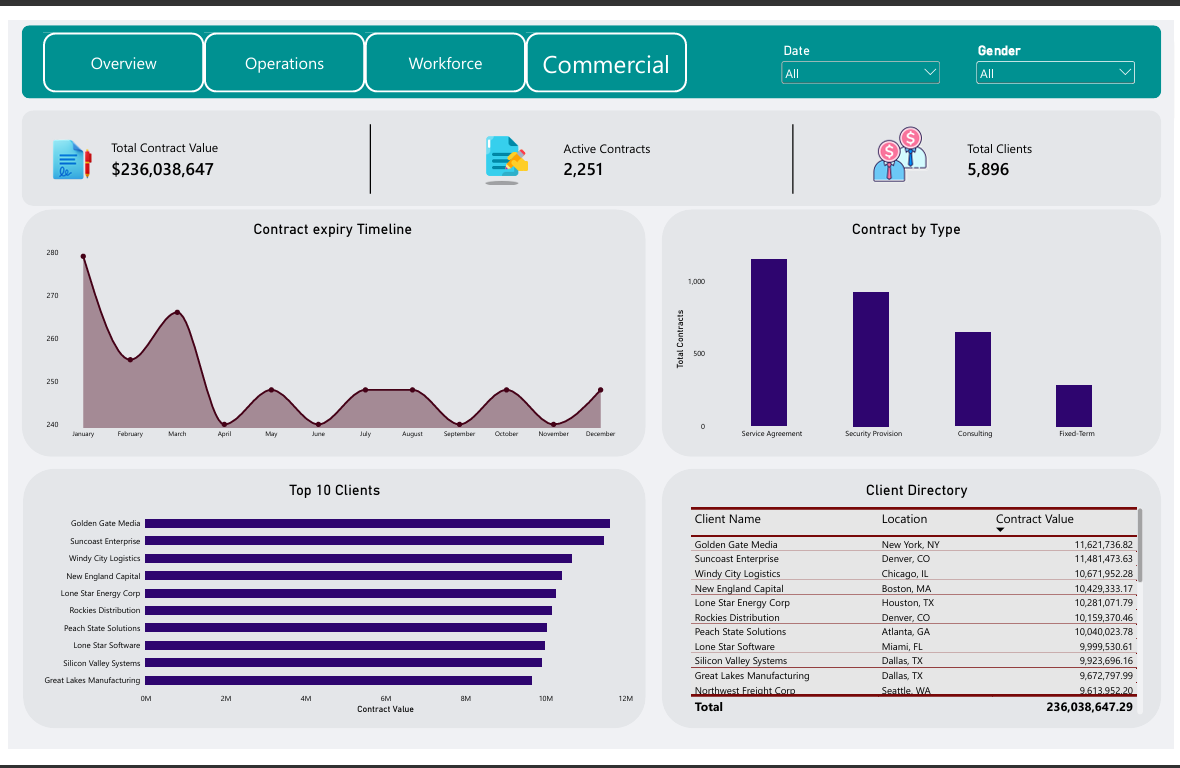 Overview
Operations
Workforce
Commercial
Date
All
Gender
All
Total Contract Value
$236,038,647
Active Contracts
2,251
Total Clients
5,896
Contract expiry Timeline
280
270
260
250
240
January February March April May June July August September October November December
Contract by Type
Total Contracts
1,000
500
0
Service Agreement Security Provision Consulting Fixed-Term
Top 10 Clients
Golden Gate Media
Suncoast Enterprise
Windy City Logistics
New England Capital
Lone Star Energy Corp
Rockies Distribution
Peach State Solutions
Lone Star Software
Silicon Valley Systems
Great Lakes Manufacturing
0M 2M 4M 6M 8M 10M 12M
Contract Value
Client Directory
Client Name Location Contract Value
Golden Gate Media New York, NY 11,621,736.82
Suncoast Enterprise Denver, CO 11,481,473.63
Windy City Logistics Chicago, IL 10,671,952.28
New England Capital Boston, MA 10,429,333.17
Lone Star Energy Corp Houston, TX 10,281,071.79
Rockies Distribution Denver, CO 10,159,370.46
Peach State Solutions Atlanta, GA 10,040,023.78
Lone Star Software Miami, FL 9,999,530.61
Silicon Valley Systems Dallas, TX 9,923,696.16
Great Lakes Manufacturing Dallas, TX 9,672,797.99
Northwest Freight Corp Seattle, WA 9,613,952.20
Total 236,038,647.29